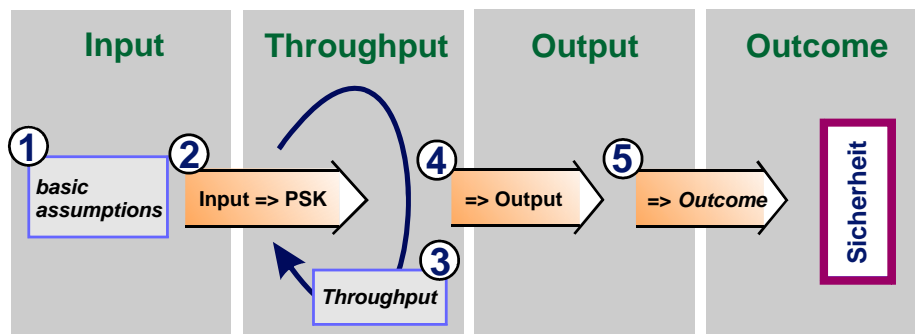 Input
Throughput
Output
Outcome
1
basic
assumptions
2
Input => PSK
3
Throughput
4
=> Output
5
=> Outcome
Sicherheit